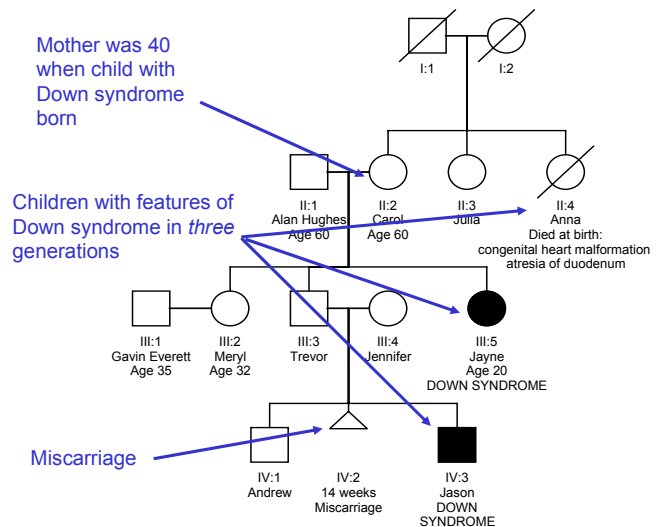 Mother was 40
when child with
Down syndrome
born
I:1
I:2
Children with features of
Down syndrome in three
generations
II:1
Alan Hughes
Age 60
II:2
Carol
Age 60
II:3
Julia
II:4
Anna
Died at birth:
congenital heart malformation
atresia of duodenum
III:1
Gavin Everett
Age 35
III:2
Meryl
Age 32
III:3
Trevor
III:4
Jennifer
III:5
Jayne
Age 20
DOWN SYNDROME
Miscarriage
IV:1
Andrew
IV:2
14 weeks
Miscarriage
IV:3
Jason
DOWN
SYNDROME